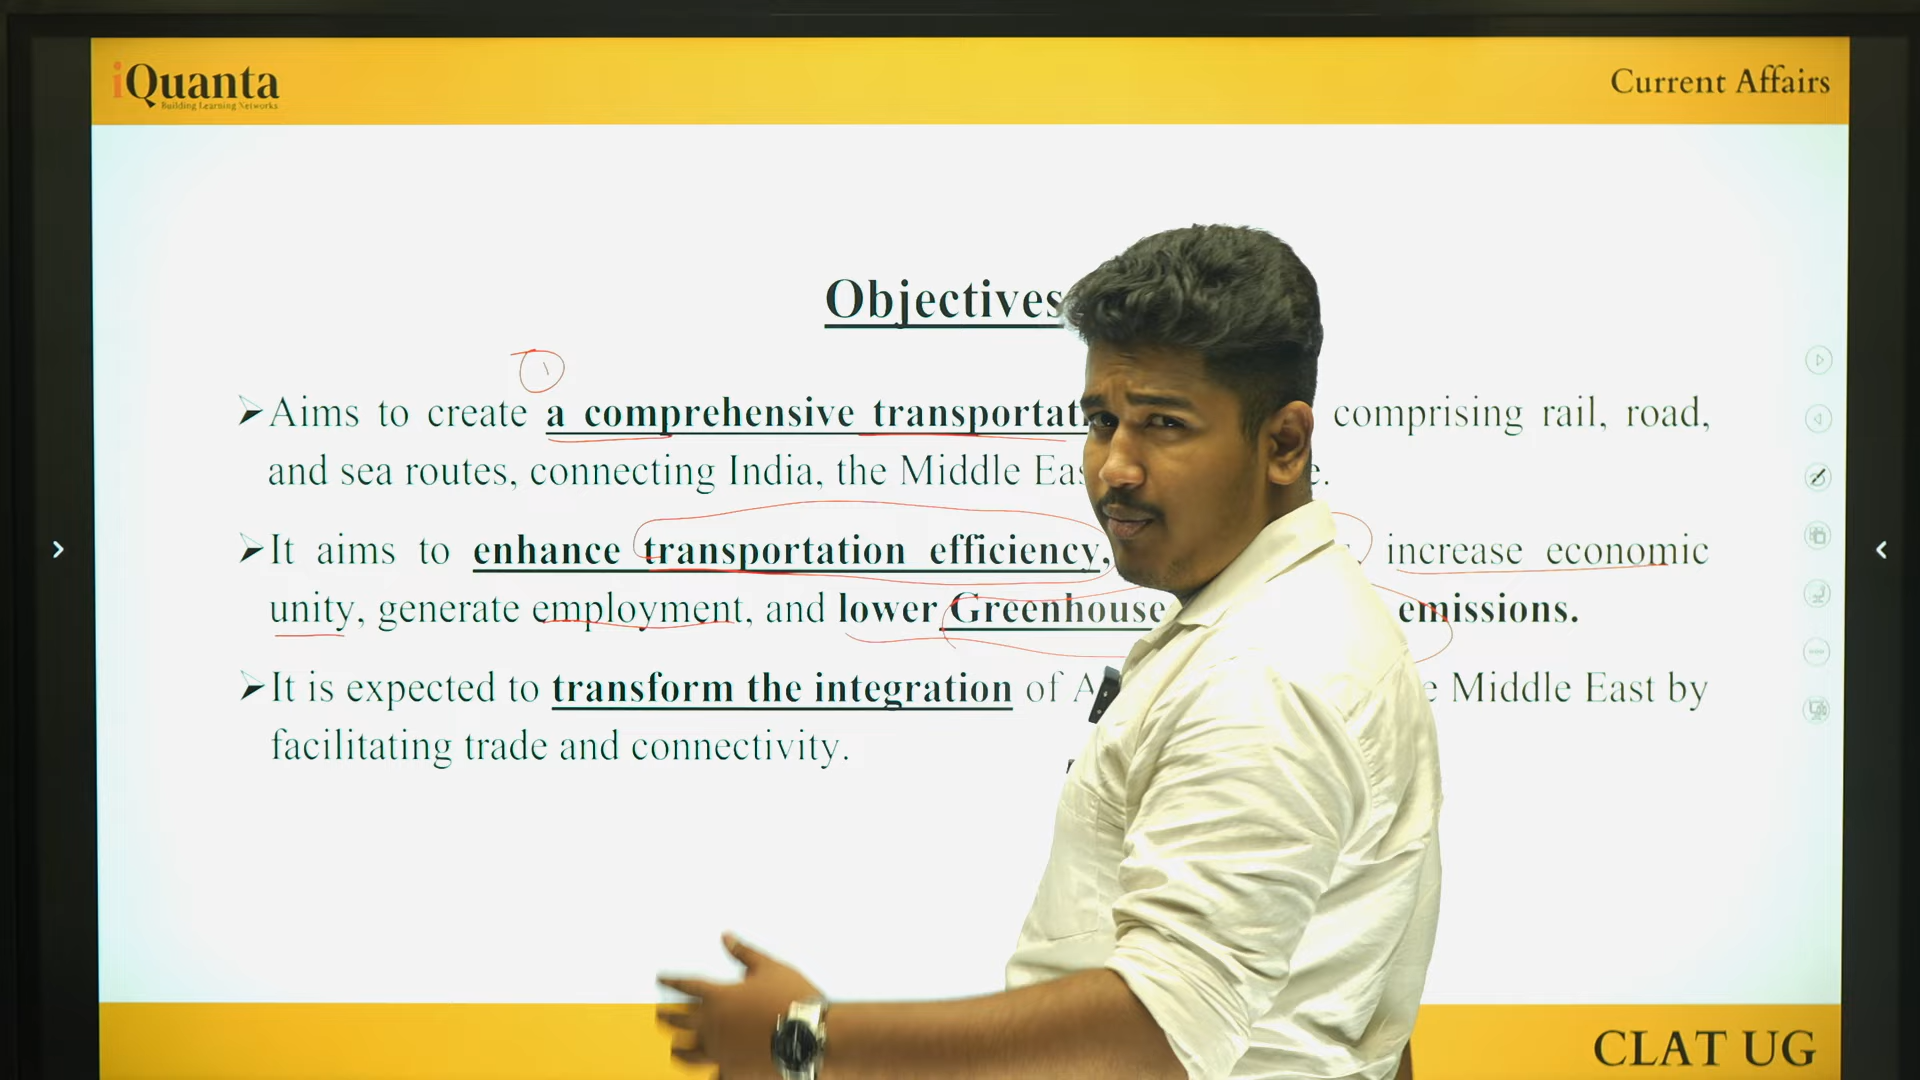 iQuanta
Building Learning Networks
Current Affairs
Objectives
1
➢Aims to create a comprehensive comprising rail, road,
and sea routes, connecting India, the Middle
➢It aims to enhance transportation efficiency, increase economic
unity, generate employment, and lower Greenhouse emissions.
➢It is expected to transform the integration of Middle East by
facilitating trade and connectivity.
CLAT UG